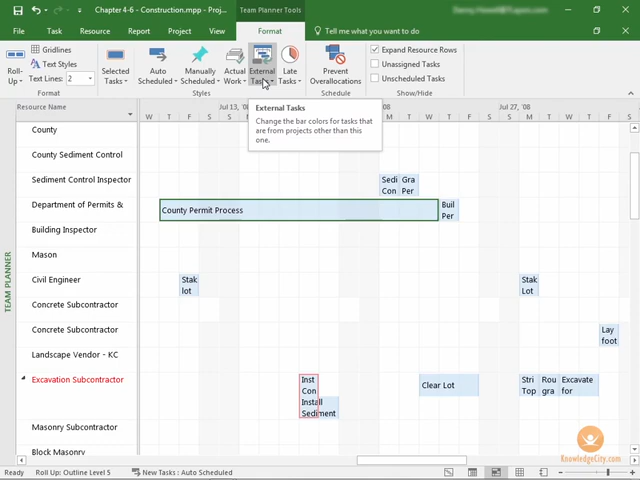 Chapter 4-6 - Construction.mpp - Proj...
Team Planner Tools
File
Task
Resource
Report
Project
View
Format
Tell me what you want to do
Roll-
Up
Gridlines
Text Styles
Text Lines: 2
Format
Selected
Tasks
Auto
Scheduled
Manually
Scheduled
Actual
Work
External
Tasks
Late
Tasks
Styles
Prevent
Overallocations
Schedule
Expand Resource Rows
Unassigned Tasks
Unscheduled Tasks
Show/Hide
External Tasks
Change the bar colors for tasks that
are from projects other than this
one.
TEAM PLANNER
Resource Name
Jul 13, '08
'08
Jul 27, '08
W T F S S M
F S S M T W T F S S M T W T F S
County
County Sediment Control
Sediment Control Inspector
Sedi
Con
Gra
Per
Department of Permits &
County Permit Process
Buil
Per
Building Inspector
Mason
Civil Engineer
Stak
lot
Stak
Lot
Concrete Subcontractor
Concrete Subcontractor
Lay
foot
Landscape Vendor - KC
Excavation Subcontractor
Inst
Con
Install
Sediment
Clear Lot
Stri
Top
Rou
gra
Excavate
for
Masonry Subcontractor
Block Masonry
KnowledgeCity.com
Ready
Roll Up: Outline Level 5
New Tasks : Auto Scheduled